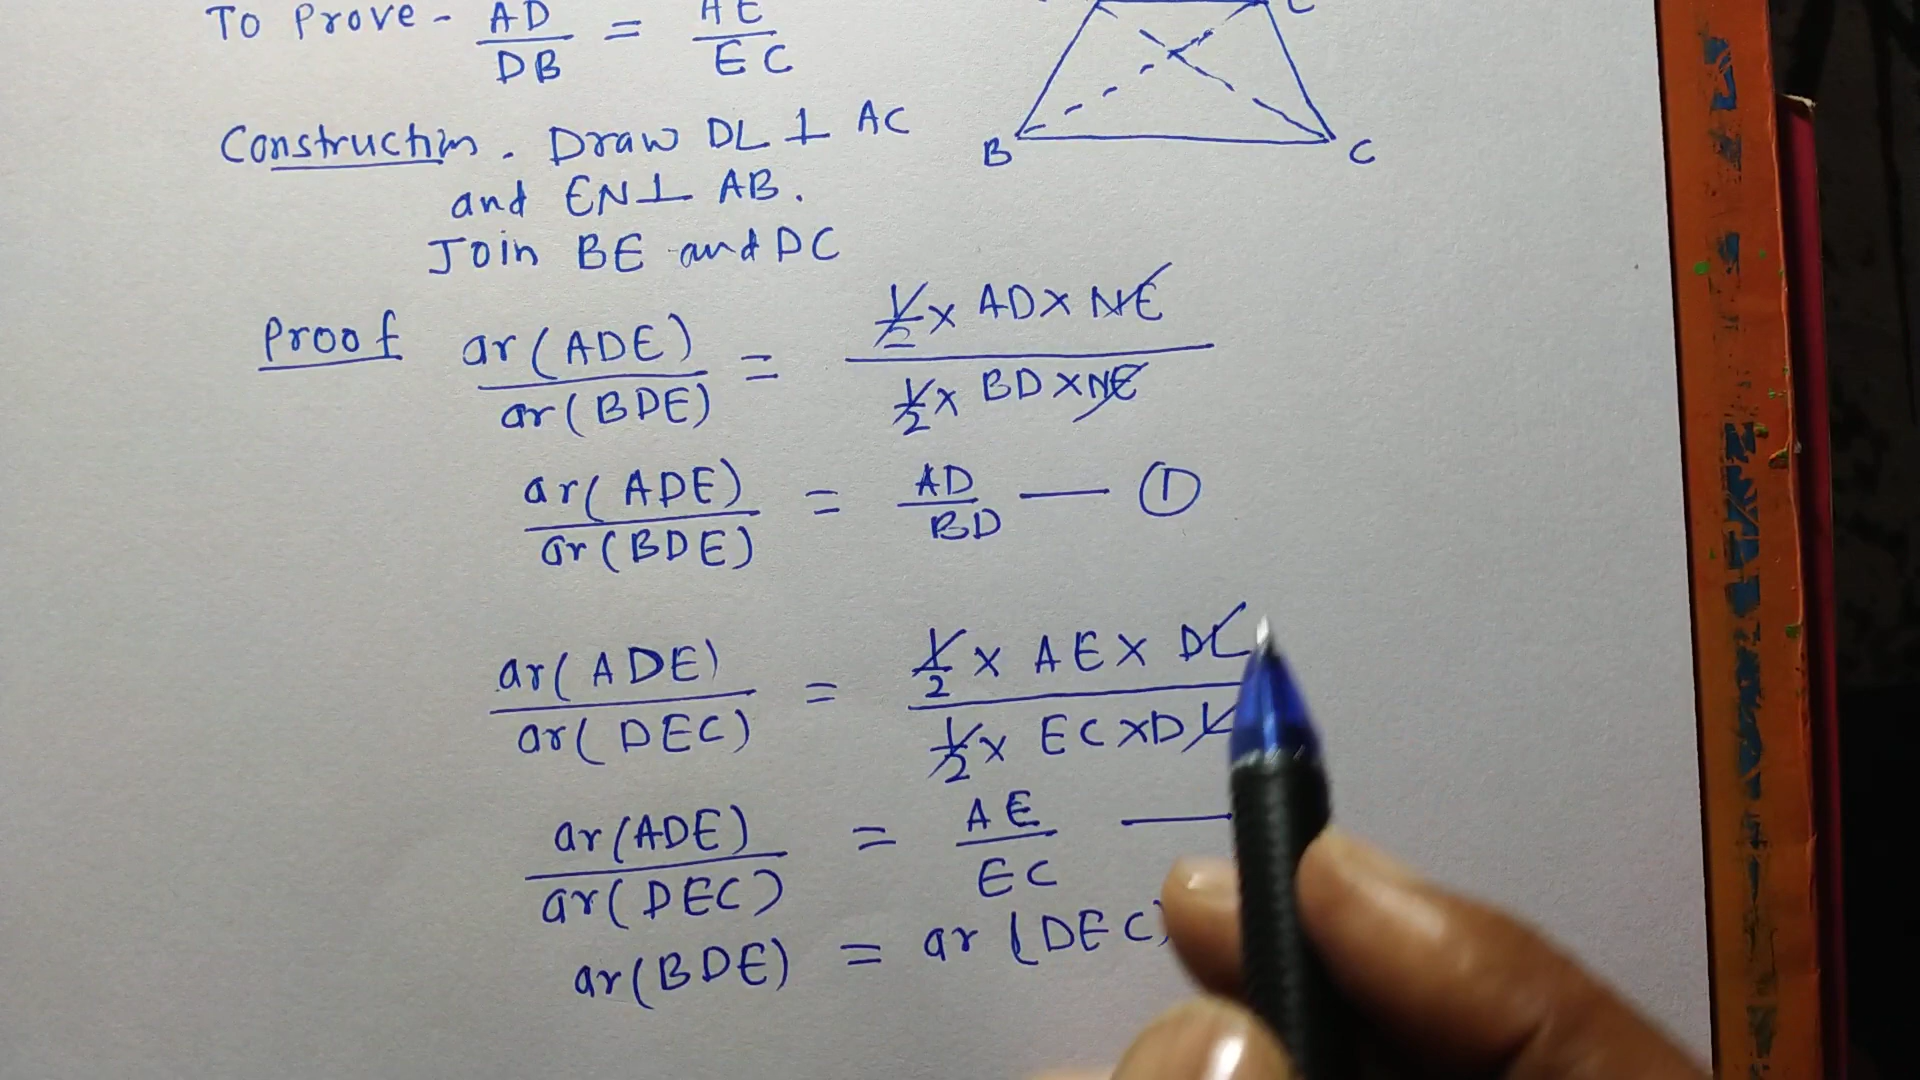 To Prove - AD/DB = AE/EC
Construction. Draw DL ⊥ AC
and EN ⊥ AB.
Join BE and DC
B C
Proof ar(ADE)/ar(BDE) = 1/2 × AD × NE / 1/2 × BD × NE
ar(ADE)/ar(BDE) = AD/BD — ①
ar(ADE)/ar(DEC) = 1/2 × AE × DL / 1/2 × EC × DL
ar(ADE)/ar(DEC) = AE/EC —
ar(BDE) = ar(DEC)